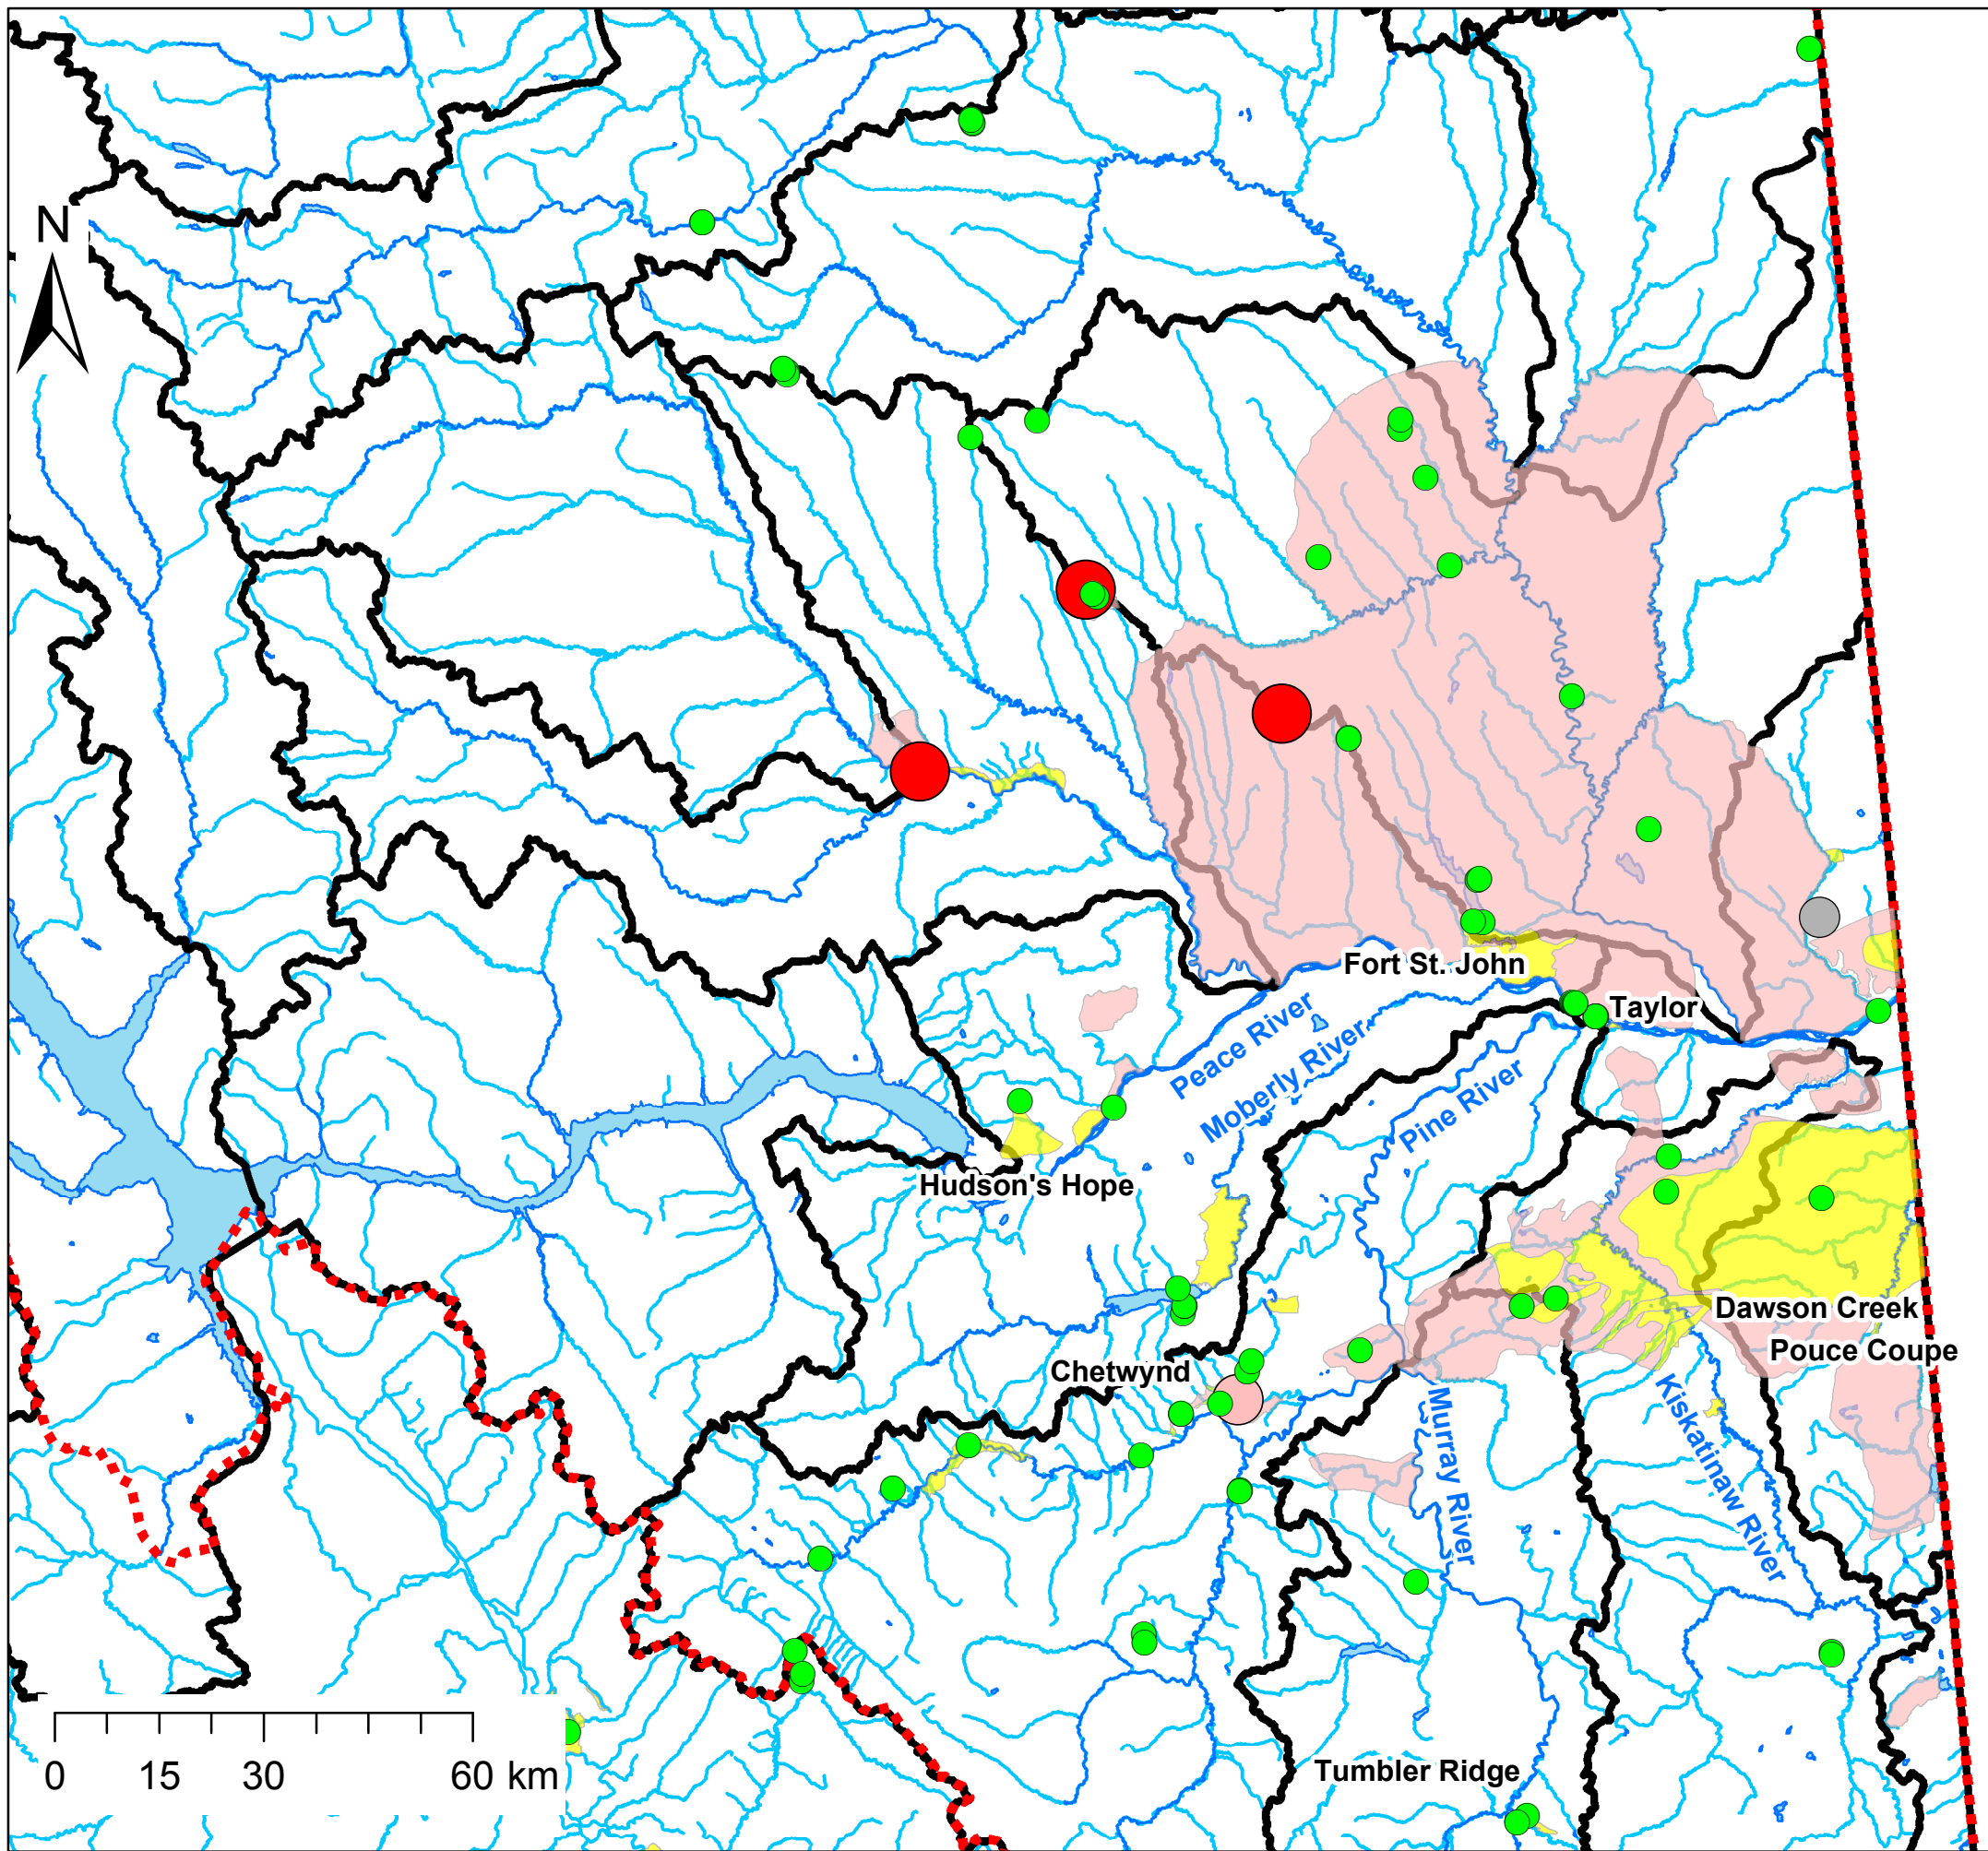 N
Fort St. John
Taylor
Peace River
Moberly River
Pine River
Hudson's Hope
Dawson Creek
Pouce Coupe
Chetwynd
Murray River
Kiskatinaw River
Tumbler Ridge
0 15 30 60 km